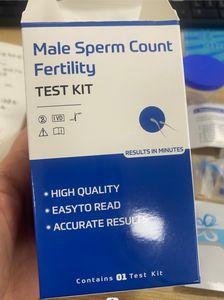 Male Sperm Count
Fertility
TEST KIT
IVD
RESULTS IN MINUTES
• HIGH QUALITY
• EASYTO READ
• ACCURATE RESULTS
Contains 01 Test Kit